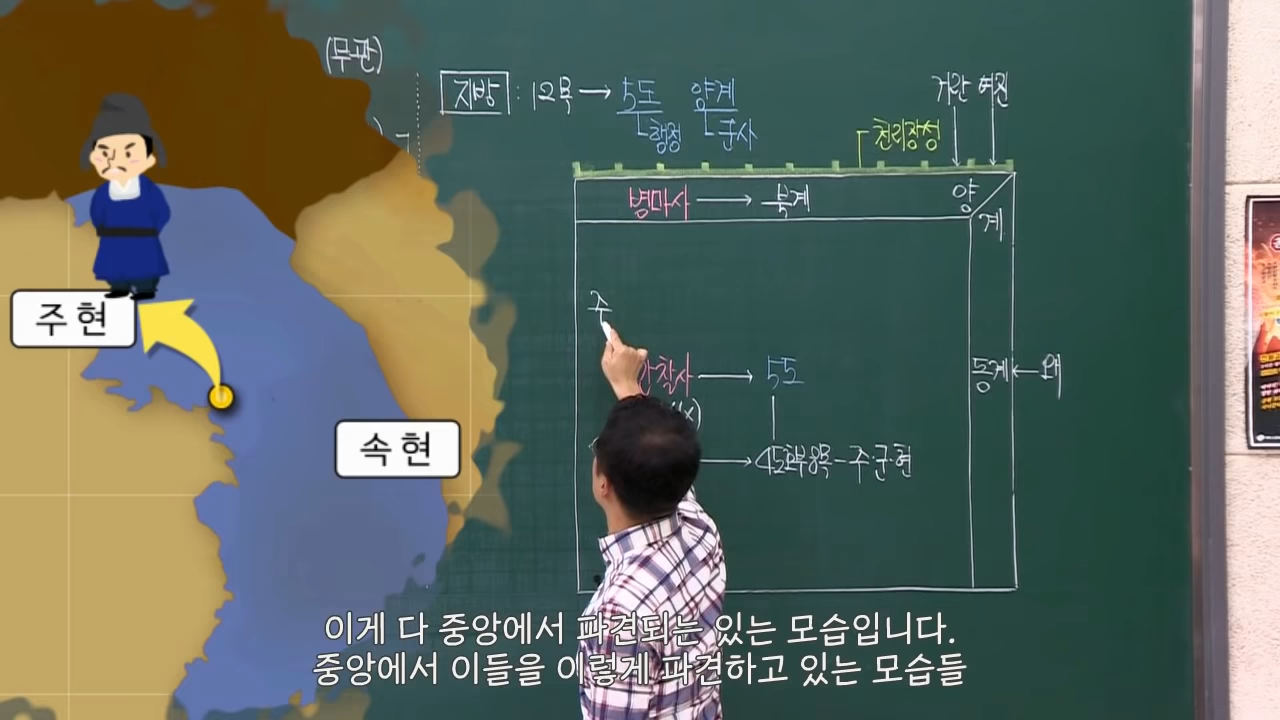 (무관)
지방 : 12목 → 5도 양계
행정 군사
천리장성
거란 여진
병마사 → 북계
양
계
주
안찰사 → 5도
동계 ← 왜
(x)
→ 4도호부 8목 - 주·군·현
주현
속현
이게 다 중앙에서 파견되는 있는 모습입니다.
중앙에서 이들을 이렇게 파견하고 있는 모습들